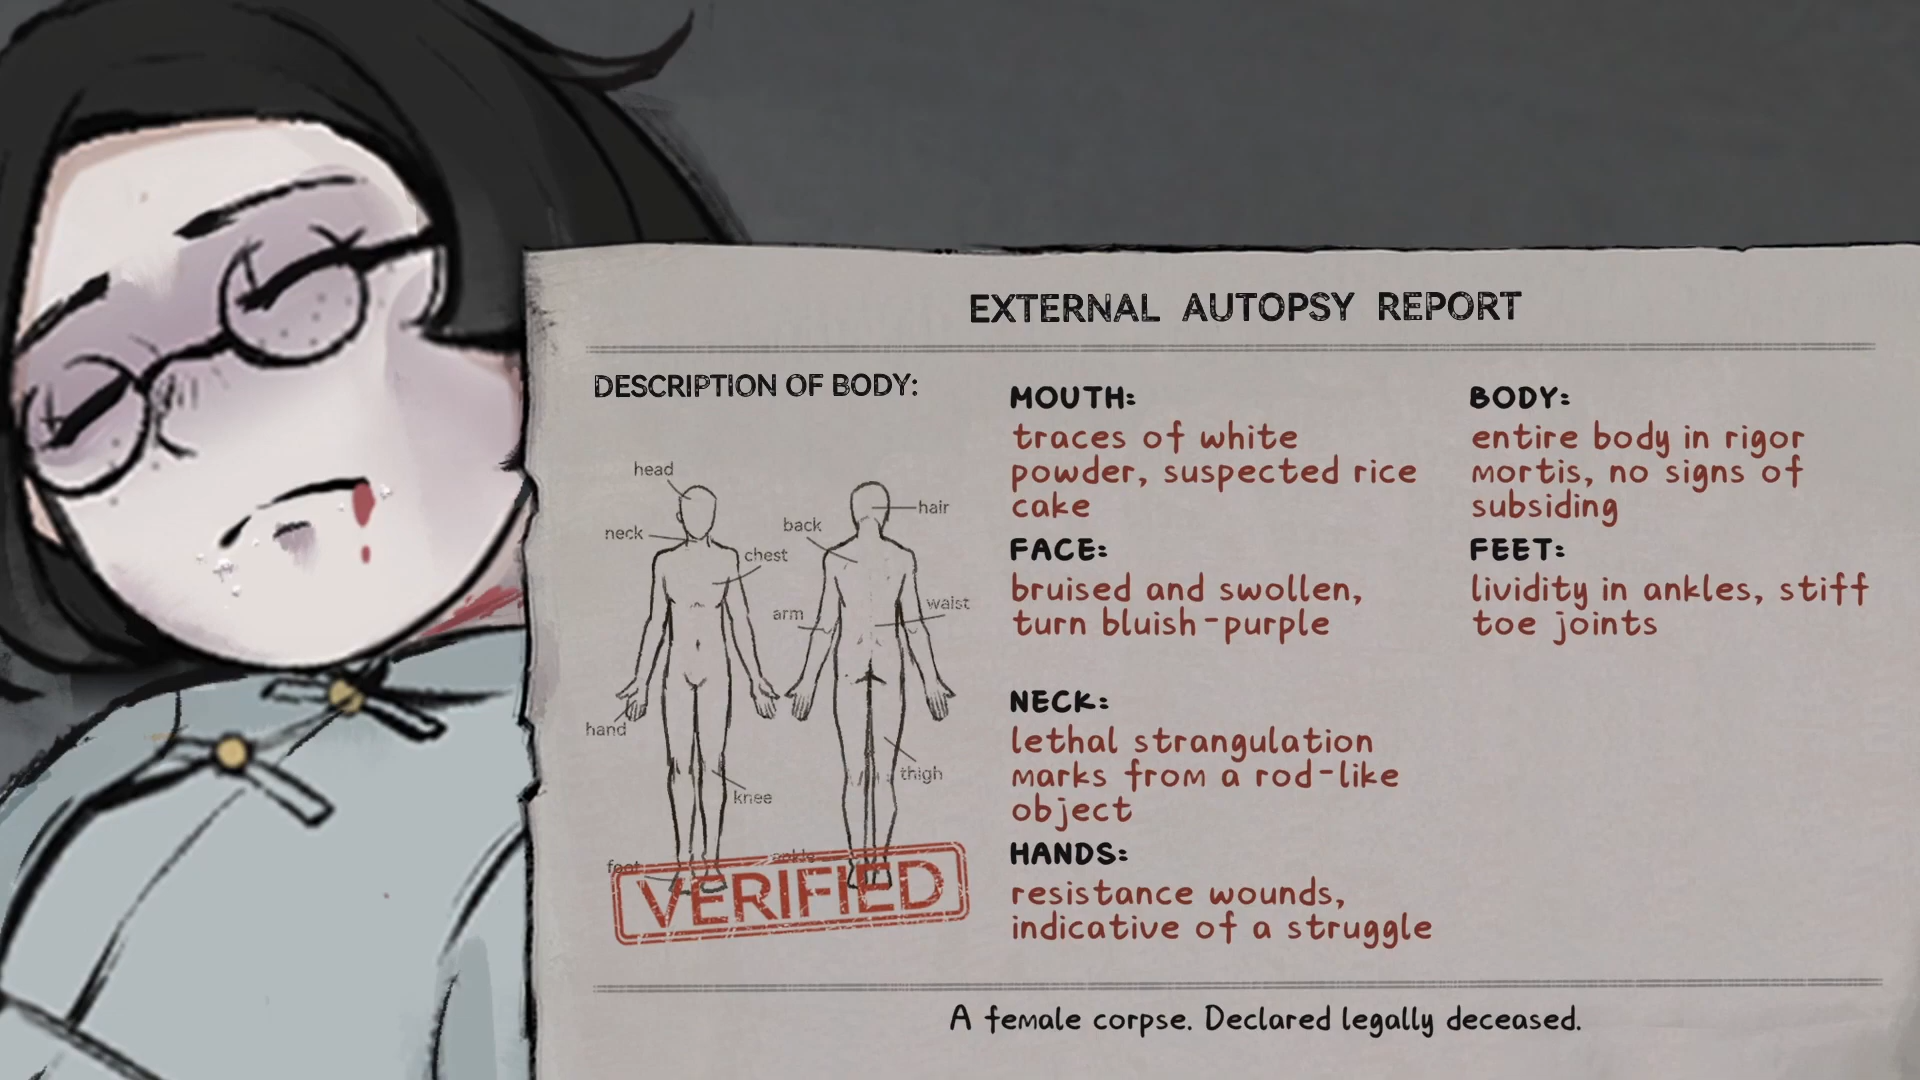 EXTERNAL AUTOPSY REPORT
DESCRIPTION OF BODY:
head
neck
chest
hand
knee
foot
hair
back
arm
waist
thigh
ankle
VERIFIED
MOUTH:
traces of white
powder, suspected rice
cake
FACE:
bruised and swollen,
turn bluish-purple
NECK:
lethal strangulation
marks from a rod-like
object
HANDS:
resistance wounds,
indicative of a struggle
BODY:
entire body in rigor
mortis, no signs of
subsiding
FEET:
lividity in ankles, stiff
toe joints
A female corpse. Declared legally deceased.